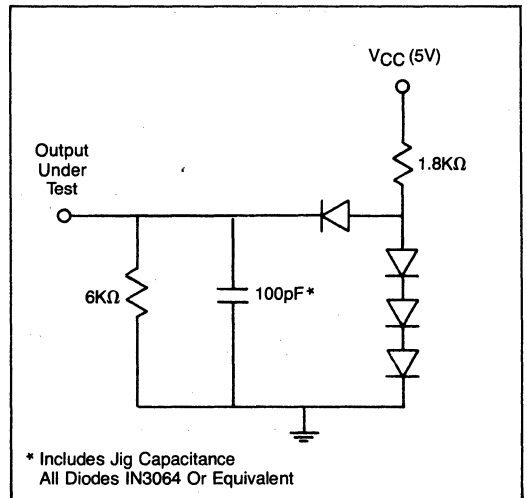 VCC (5V)
1.8KΩ
Output
Under
Test
6KΩ
100pF*
* Includes Jig Capacitance
All Diodes IN3064 Or Equivalent